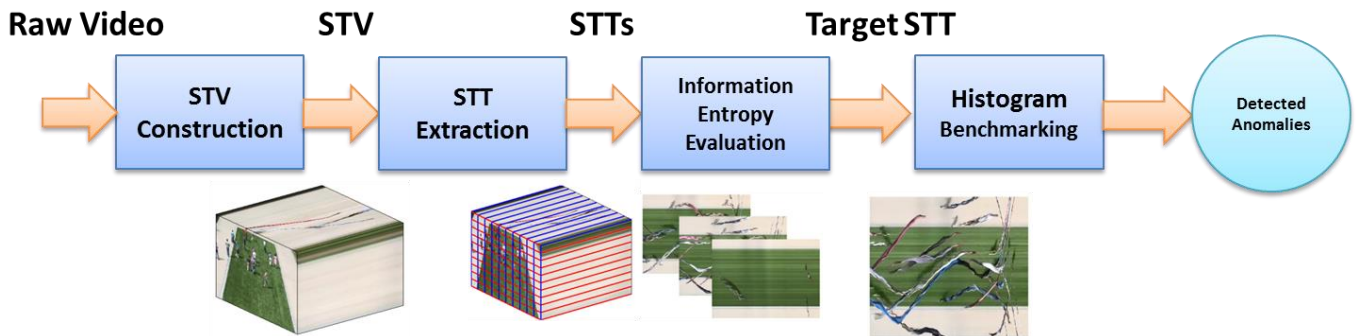 Raw Video
STV
STTs
Target STT
STV
Construction
STT
Extraction
Information
Entropy
Evaluation
Histogram
Benchmarking
Detected
Anomalies